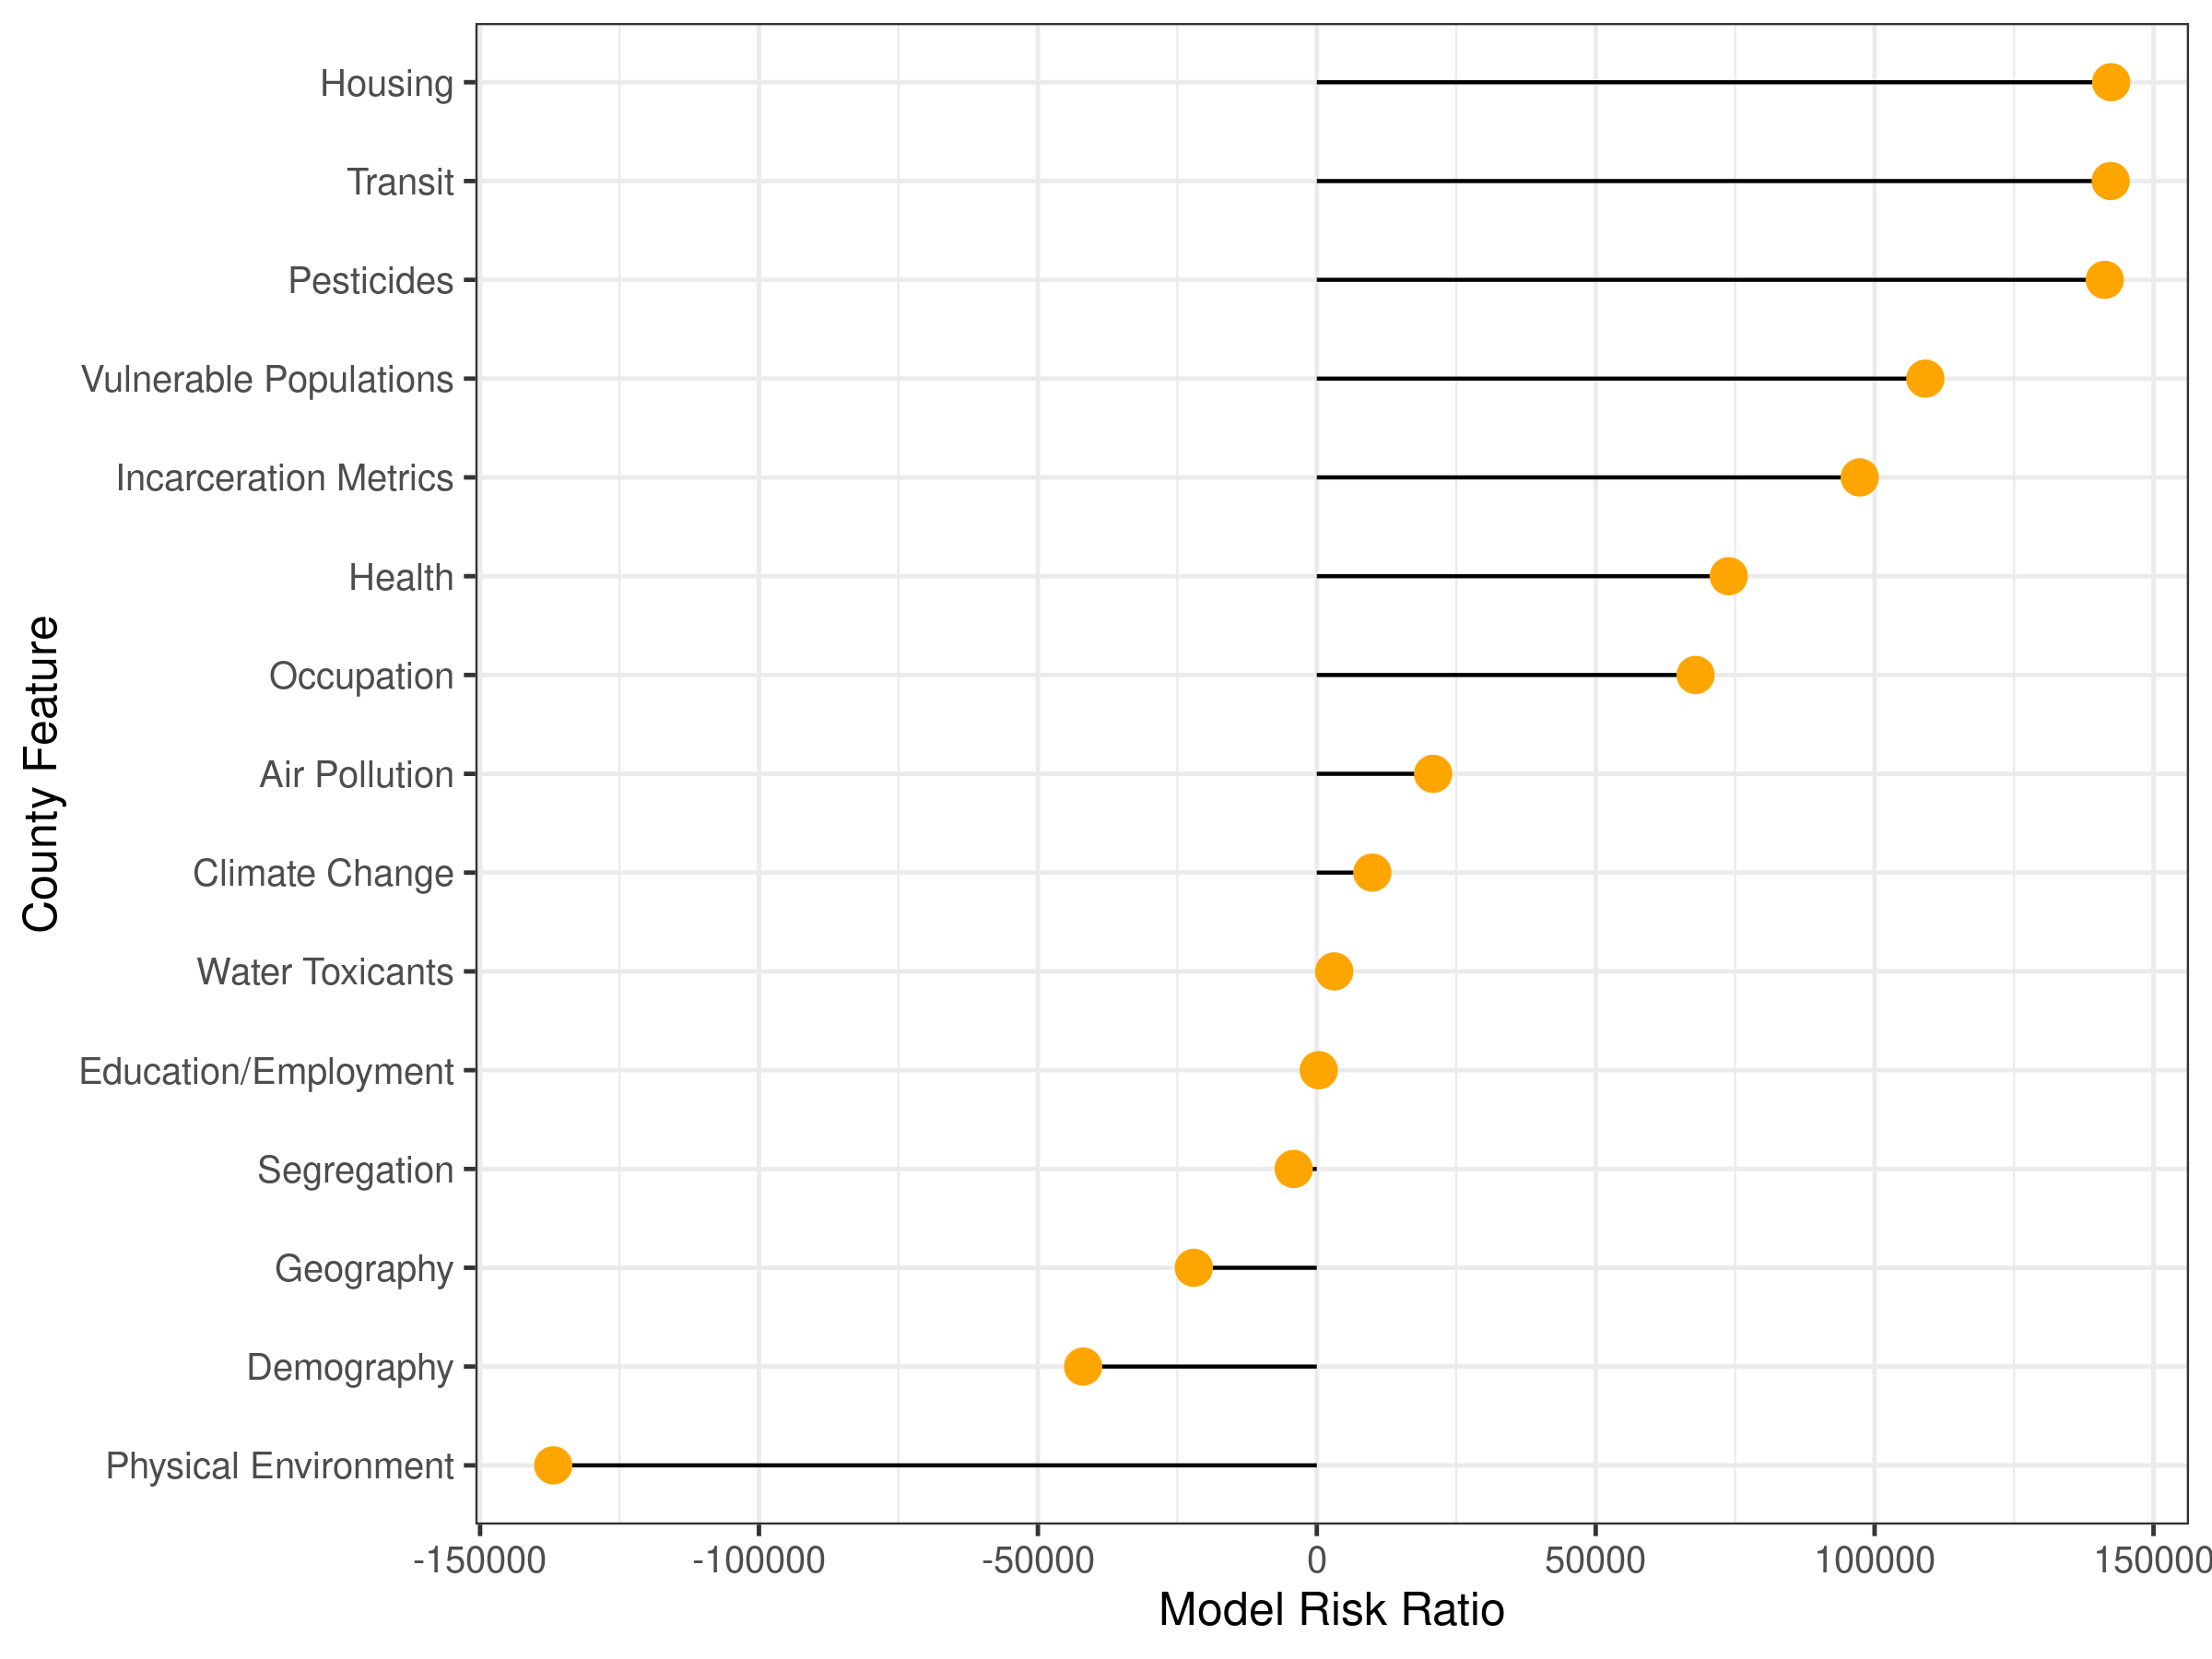 Housing
Transit
Pesticides
Vulnerable Populations
Incarceration Metrics
Health
Occupation
Air Pollution
Climate Change
Water Toxicants
Education/Employment
Segregation
Geography
Demography
Physical Environment
County Feature
-150000 -100000 -50000 0 50000 100000 150000
Model Risk Ratio